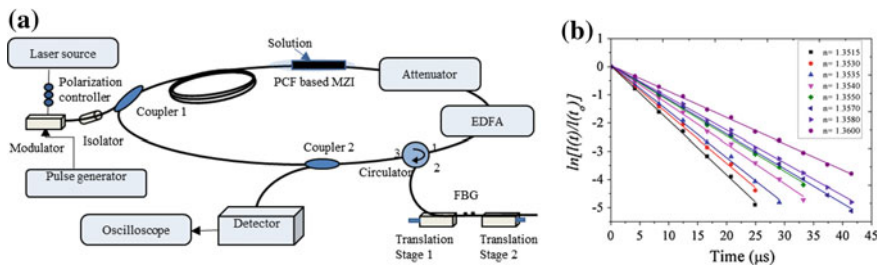 (a)
Laser source
Polarization
controller
Modulator
Isolator
Pulse generator
Coupler 1
Solution
PCF based MZI
Attenuator
EDFA
Coupler 2
3
1
2
Circulator
FBG
Oscilloscope
Detector
Translation
Stage 1
Translation
Stage 2
(b)
ln[I(t)/I(t₀)]
1
0
-1
-2
-3
-4
-5
0 5 10 15 20 25 30 35 40 45
Time (μs)
n= 1.3515
n= 1.3530
n= 1.3535
n= 1.3540
n= 1.3550
n= 1.3570
n= 1.3580
n= 1.3600